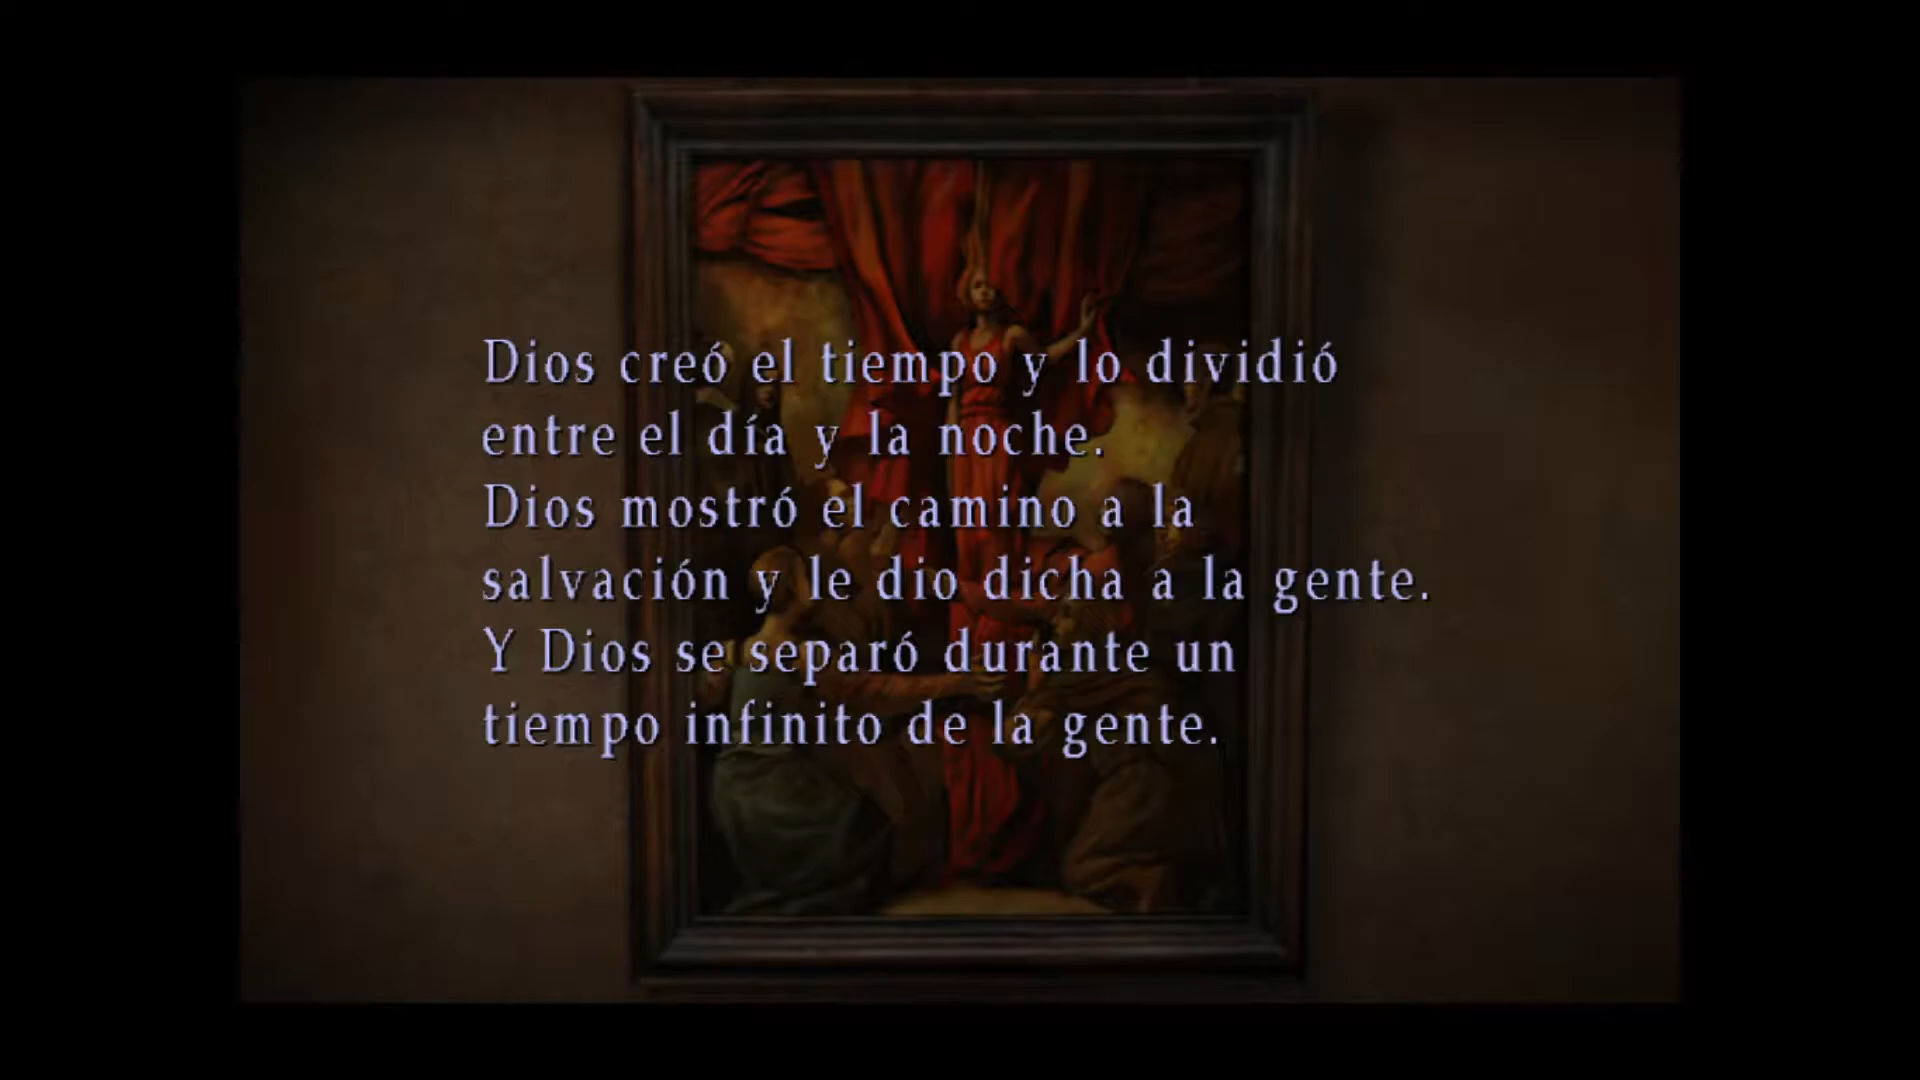 Dios creó el tiempo y lo dividió
entre el día y la noche.
Dios mostró el camino a la
salvación y le dio dicha a la gente.
Y Dios se separó durante un
tiempo infinito de la gente.